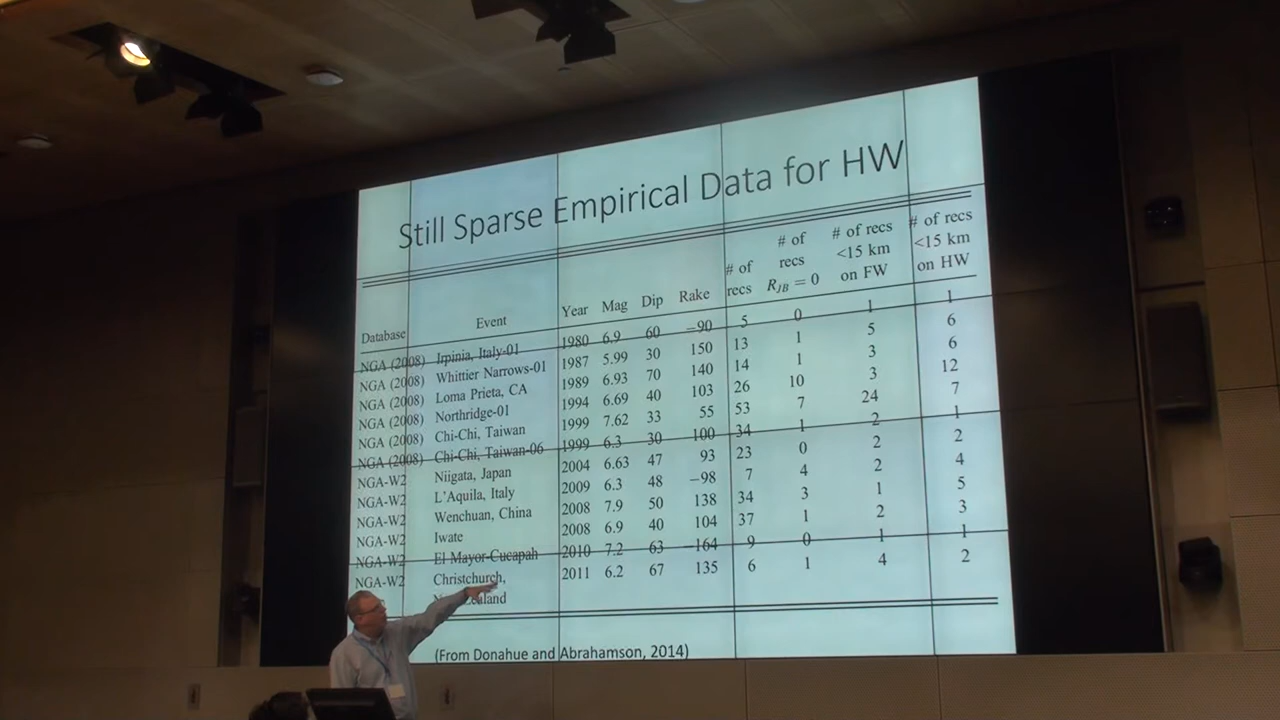 Still Sparse Empirical Data for HW
Database Event Year Mag Dip Rake # of recs # of recs RJB = 0 # of recs <15 km on FW # of recs <15 km on HW
NGA (2008) Irpinia, Italy-01 1980 6.9 60 −90 5 0 1 1
NGA (2008) Whittier Narrows-01 1987 5.99 30 150 13 1 5 6
NGA (2008) Loma Prieta, CA 1989 6.93 70 140 14 1 3 6
NGA (2008) Northridge-01 1994 6.69 40 103 26 10 3 12
NGA (2008) Chi-Chi, Taiwan 1999 7.62 33 55 53 7 24 7
NGA (2008) Chi-Chi, Taiwan-06 1999 6.3 30 100 34 1 2 1
NGA-W2 Niigata, Japan 2004 6.63 47 93 23 0 2 2
NGA-W2 L'Aquila, Italy 2009 6.3 48 −98 7 4 2 4
NGA-W2 Wenchuan, China 2008 7.9 50 138 34 3 1 5
NGA-W2 Iwate 2008 6.9 40 104 37 1 2 3
NGA-W2 El Mayor-Cucapah 2010 7.2 63 −164 9 0 1 1
NGA-W2 Christchurch, 2011 6.2 67 135 6 1 4 2
New Zealand
(From Donahue and Abrahamson, 2014)